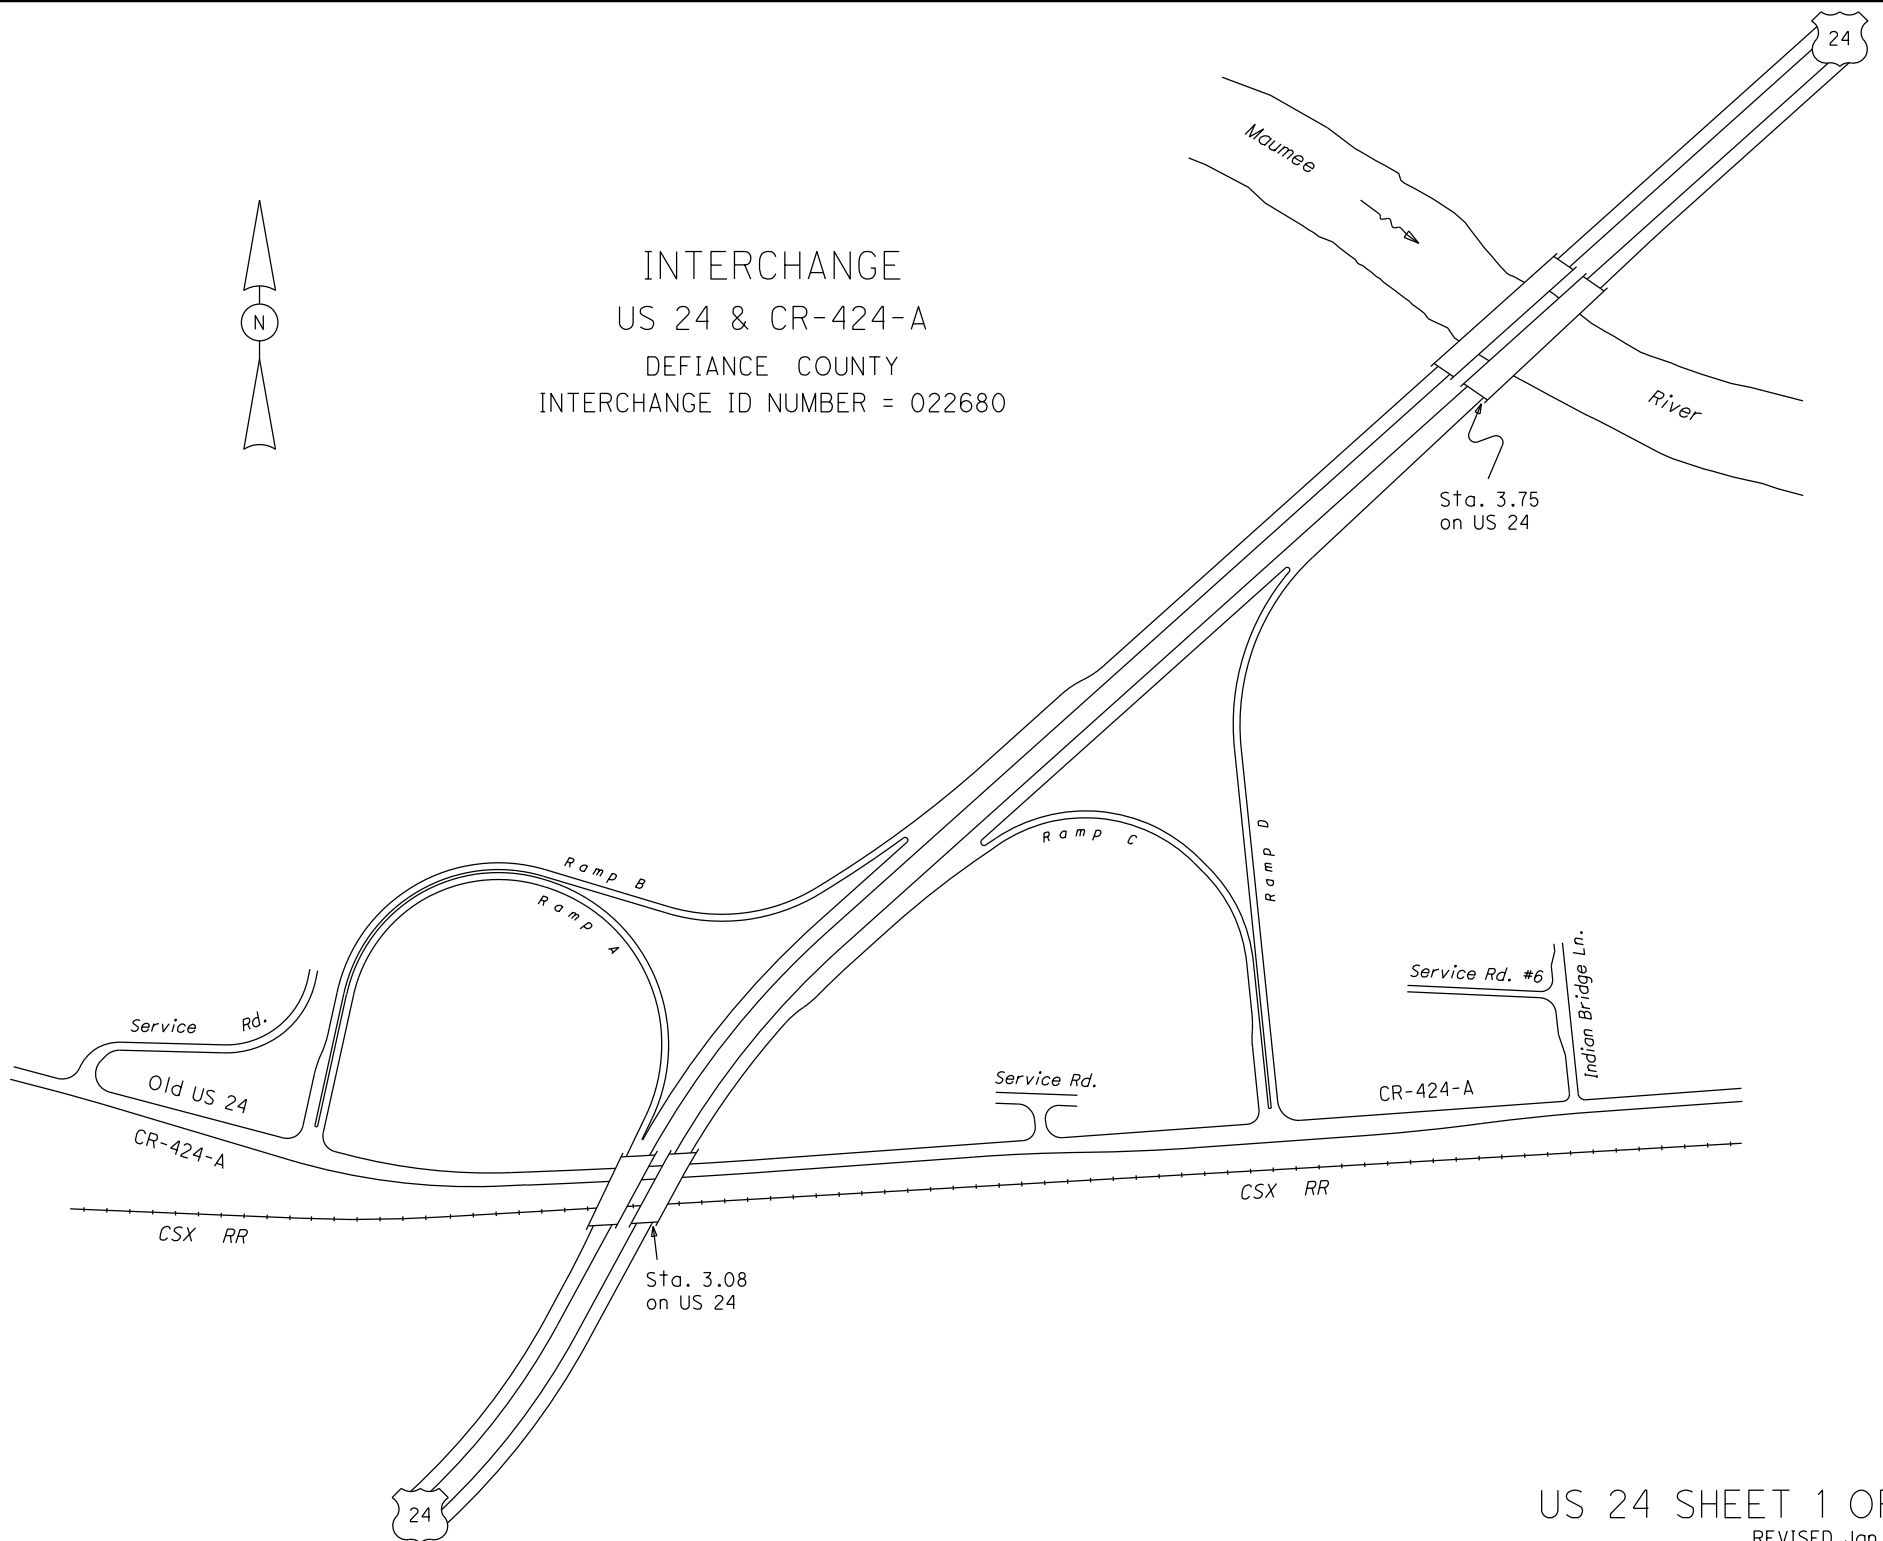 24
Maumee
INTERCHANGE
US 24 & CR-424-A
DEFIANCE COUNTY
INTERCHANGE ID NUMBER = 022680
N
River
Sta. 3.75
on US 24
Ramp B
Ramp A
Ramp C
Ramp D
Service Rd. #6
Indian Bridge Ln.
Service Rd.
Old US 24
CR-424-A
Service Rd.
CR-424-A
CSX RR
CSX RR
Sta. 3.08
on US 24
24
US 24 SHEET 1
REVISED Jan